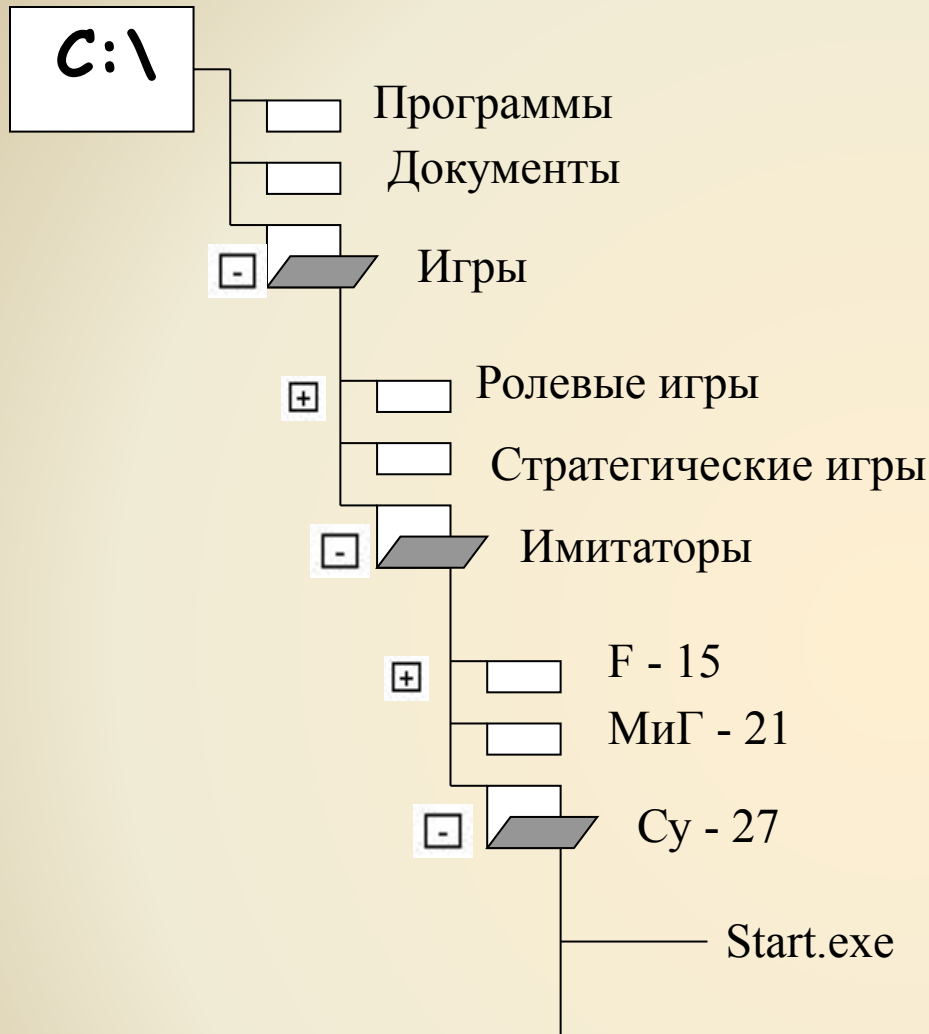 C:\
Программы
Документы
- Игры
+ Ролевые игры
Стратегические игры
- Имитаторы
+ F - 15
МиГ - 21
- Су - 27
Start.exe